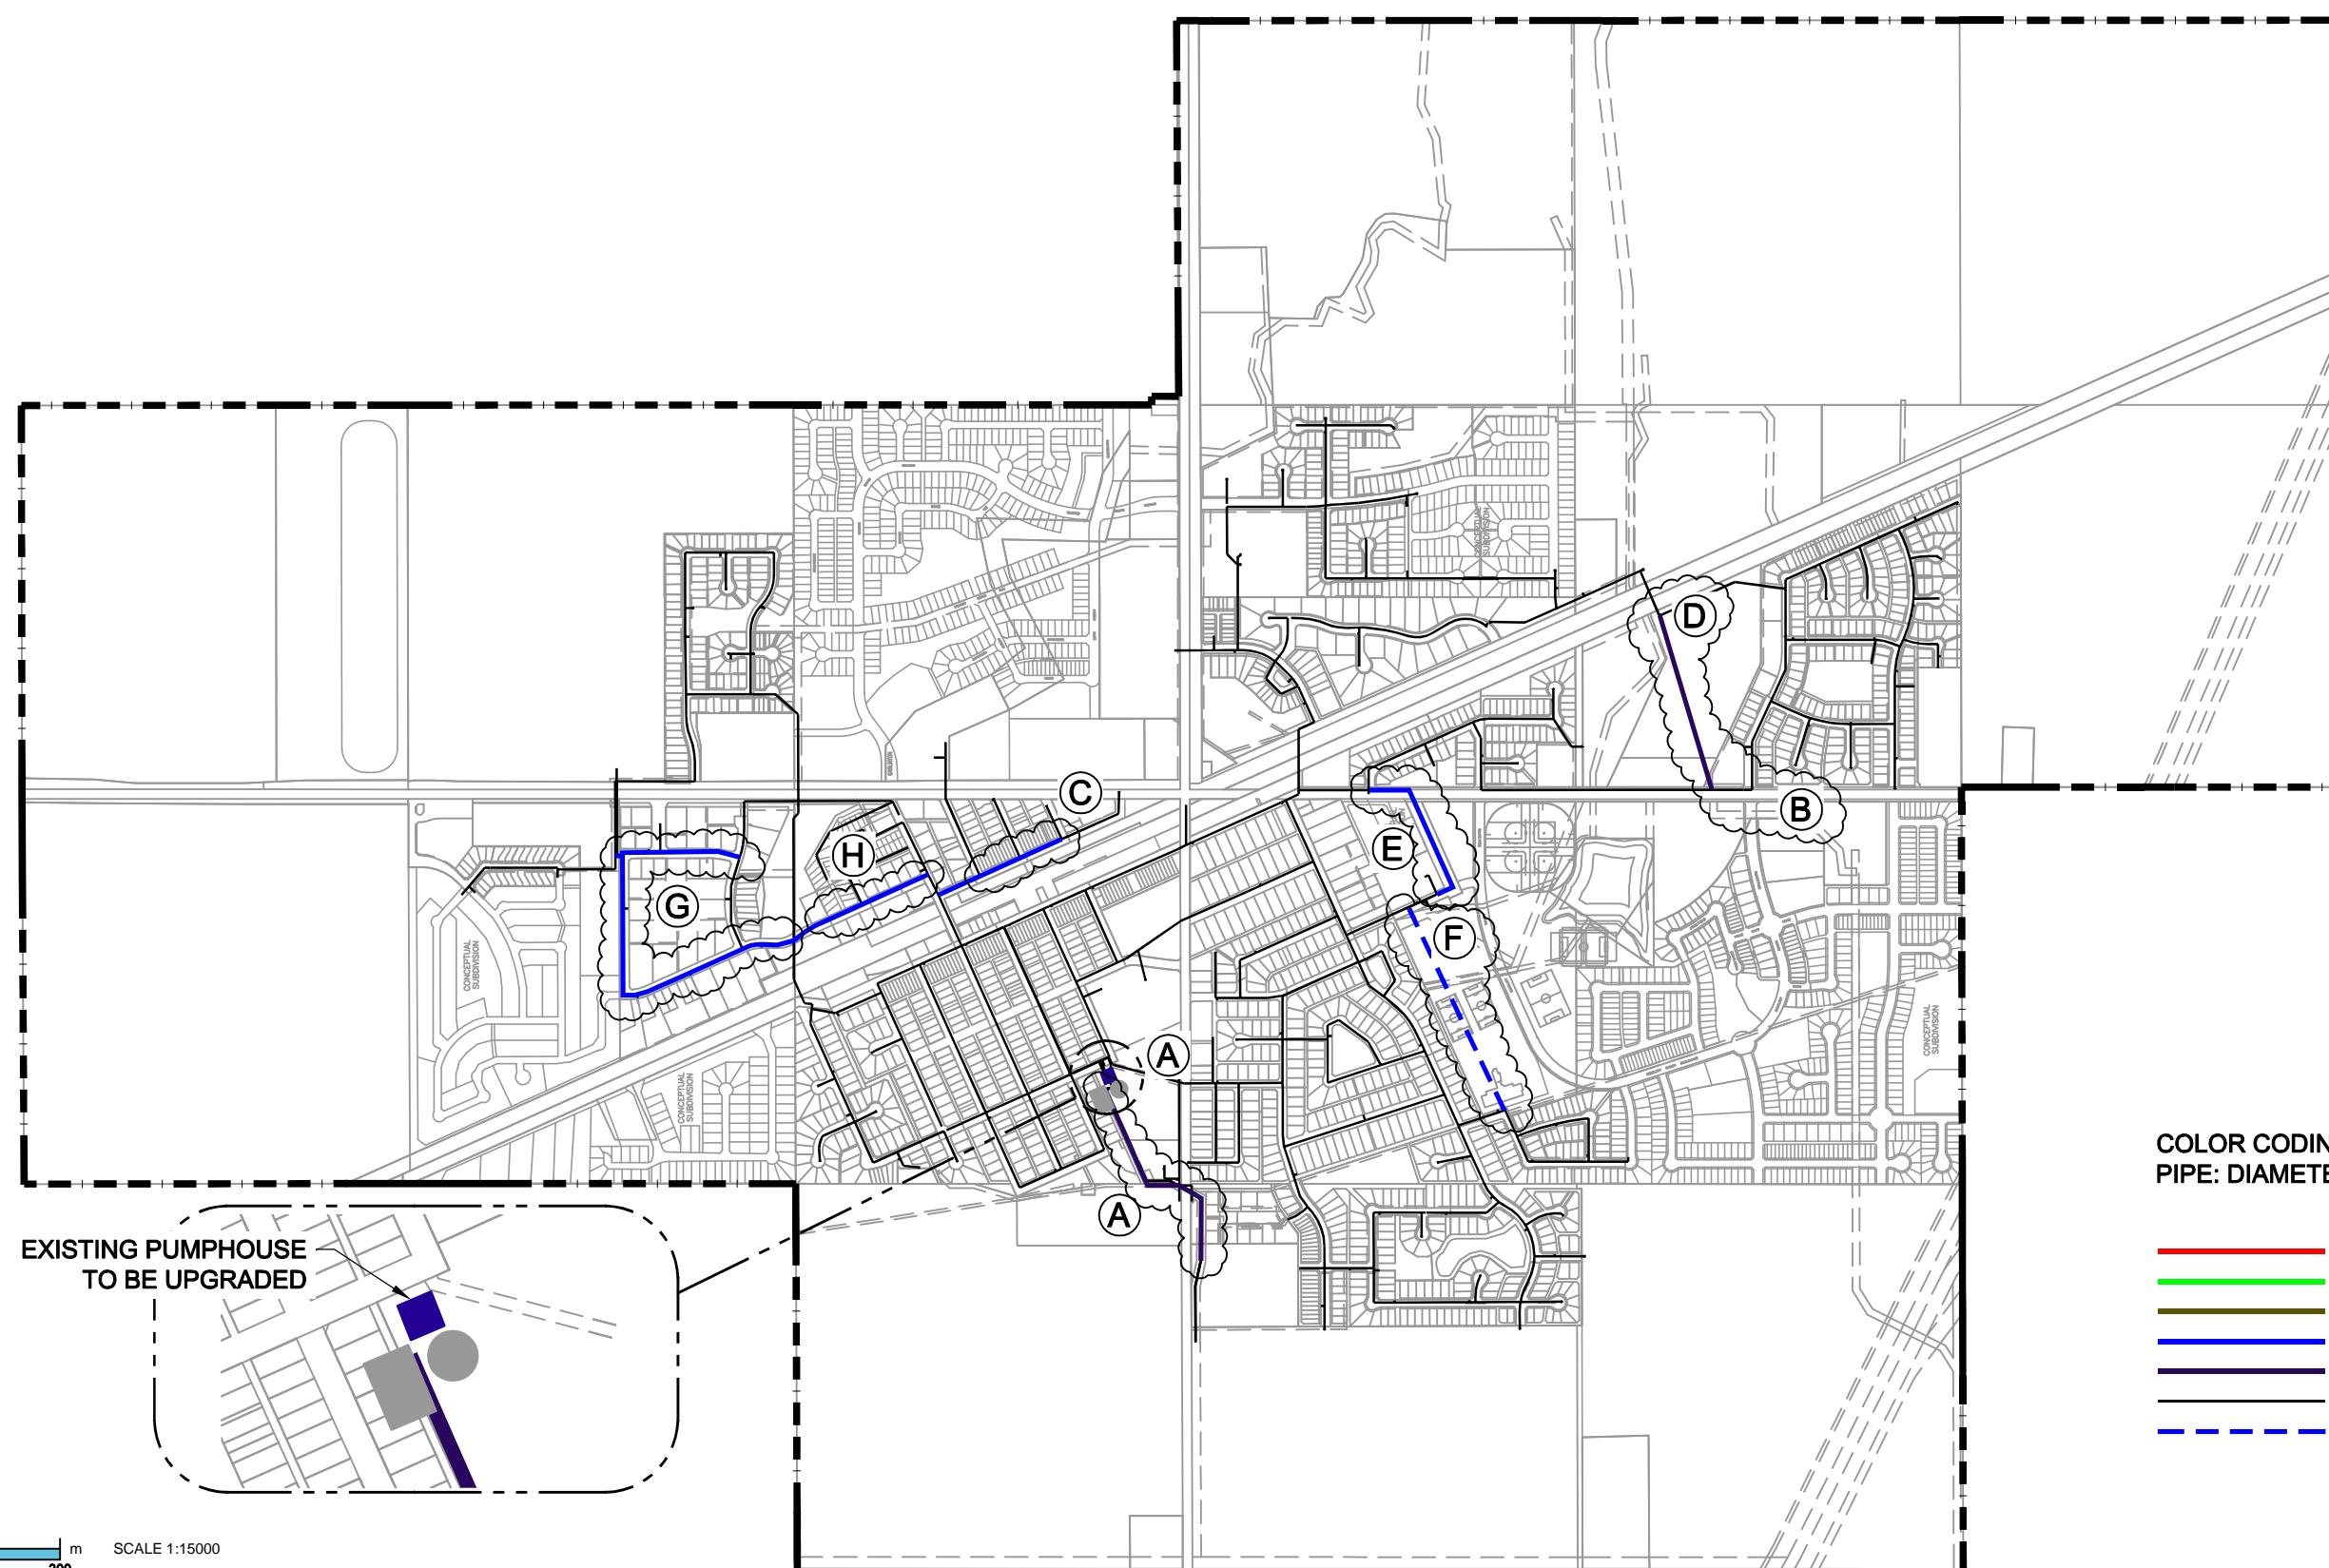 CONCEPTUAL
SUBDIVISION
D
C
B
H
E
G
F
CONCEPTUAL
SUBDIVISION
CONCEPTUAL
SUBDIVISION
A
CONCEPTUAL
SUBDIVISION
A
COLOR CODIN
PIPE: DIAMETE
EXISTING PUMPHOUSE
TO BE UPGRADED
m SCALE 1:15000